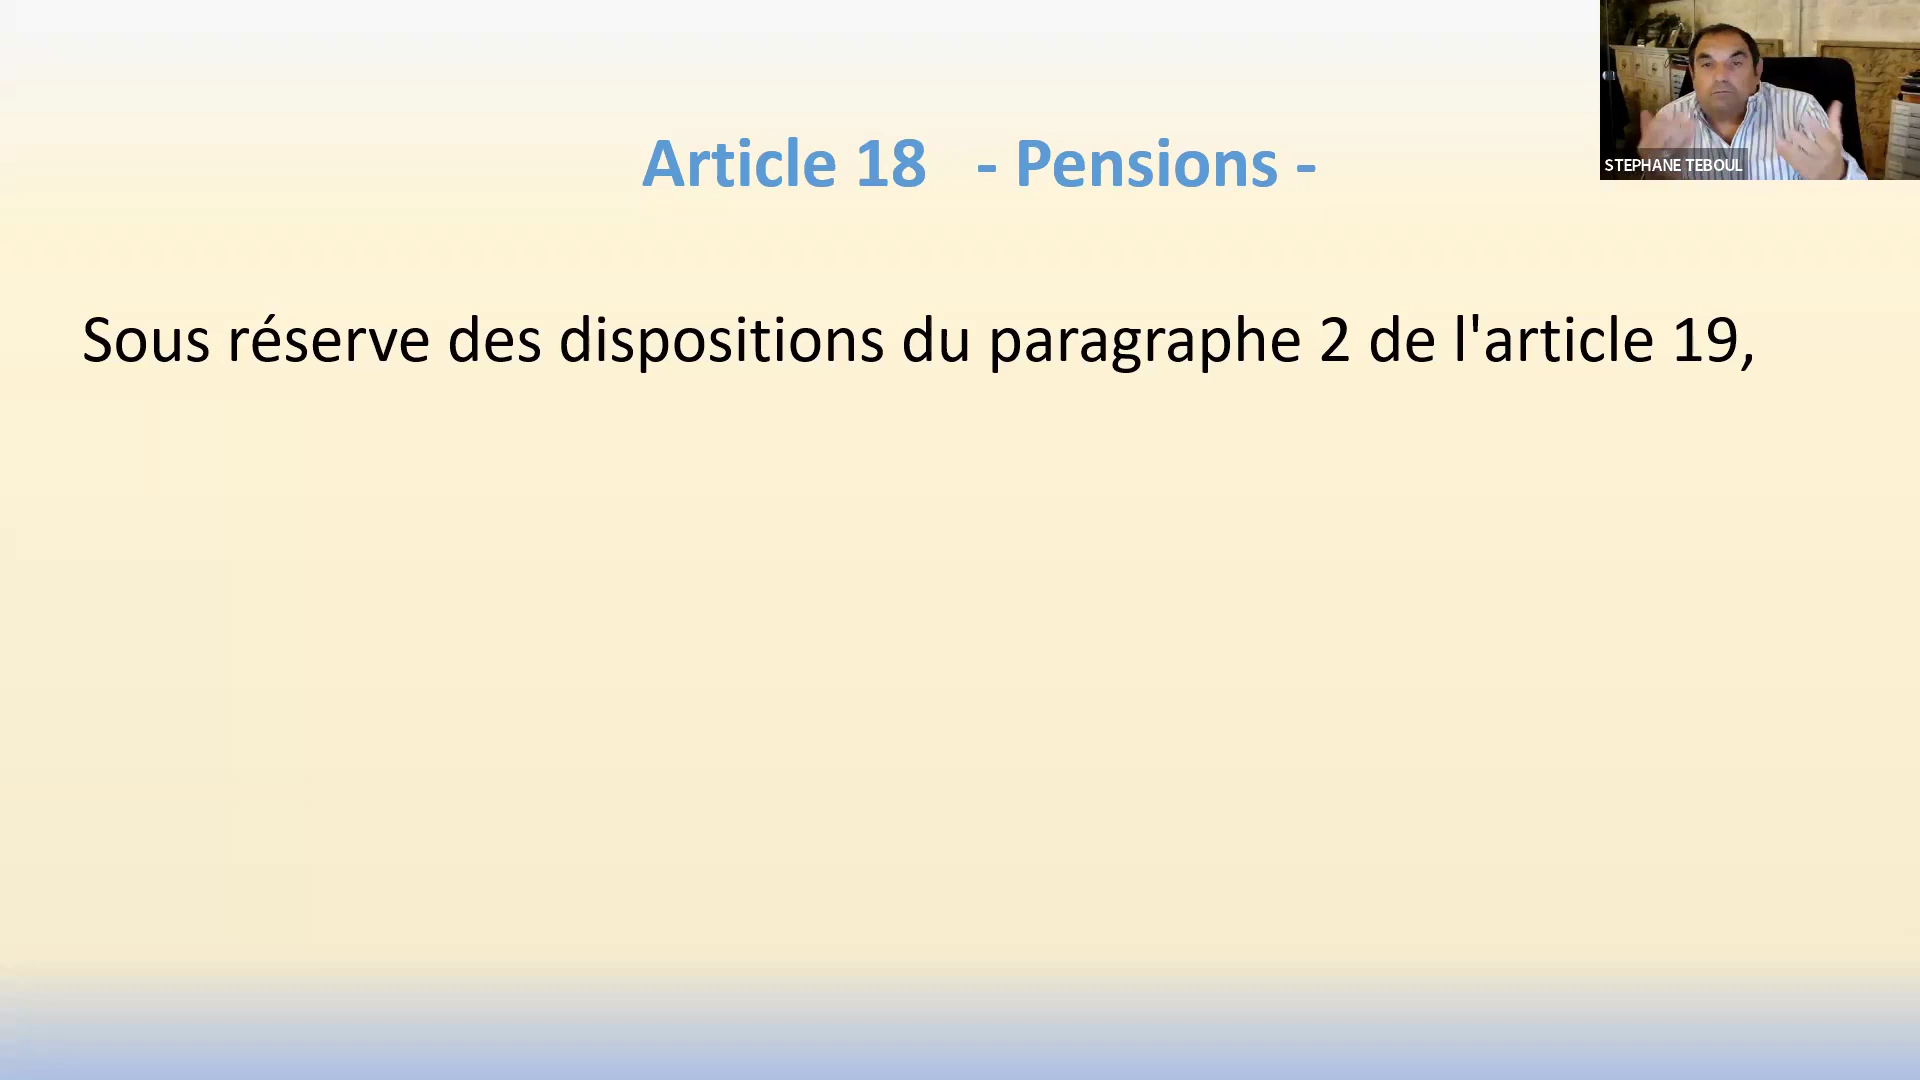 Article 18   - Pensions -
STEPHANE TEBOUL
Sous réserve des dispositions du paragraphe 2 de l'article 19,